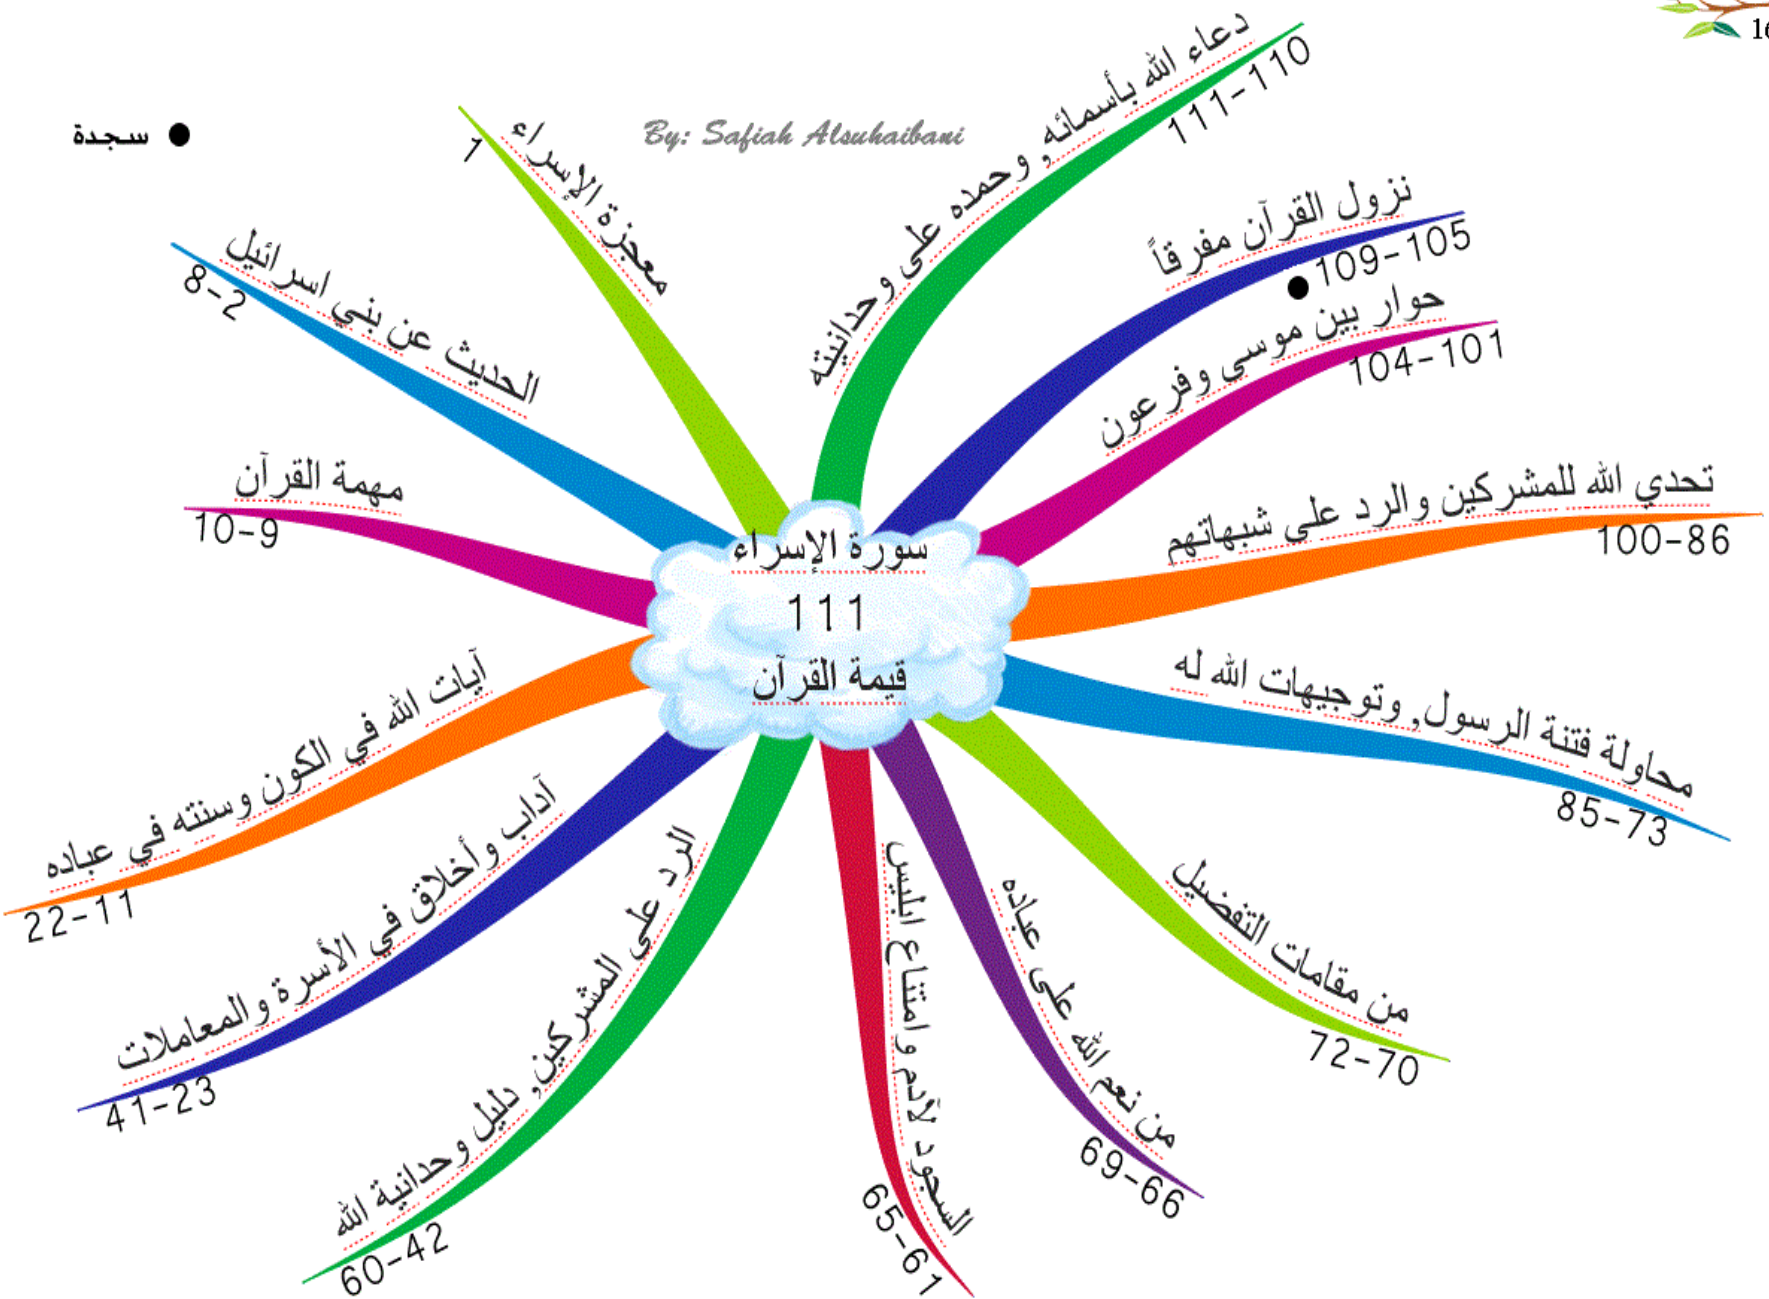 16
By: Safiah Alsuhaibani
سجدة
سورة الإسراء
111
قيمة القرآن
معجزة الإسراء
1
الحديث عن بني اسرائيل
8-2
مهمة القرآن
10-9
آيات الله في الكون وسنته في عباده
22-11
آداب وأخلاق في الأسرة والمعاملات
41-23
الرد على المشركين, دليل وحدانية الله
60-42
السجود لآدم وامتناع ابليس
65-61
من نعم الله على عباده
69-66
من مقامات التفضيل
72-70
محاولة فتنة الرسول, وتوجيهات الله له
85-73
تحدي الله للمشركين والرد على شبهاتهم
100-86
حوار بين موسى وفرعون
104-101
نزول القرآن مفرقاً
109-105
دعاء الله بأسمائه, وحمده على وحدانيته
111-110